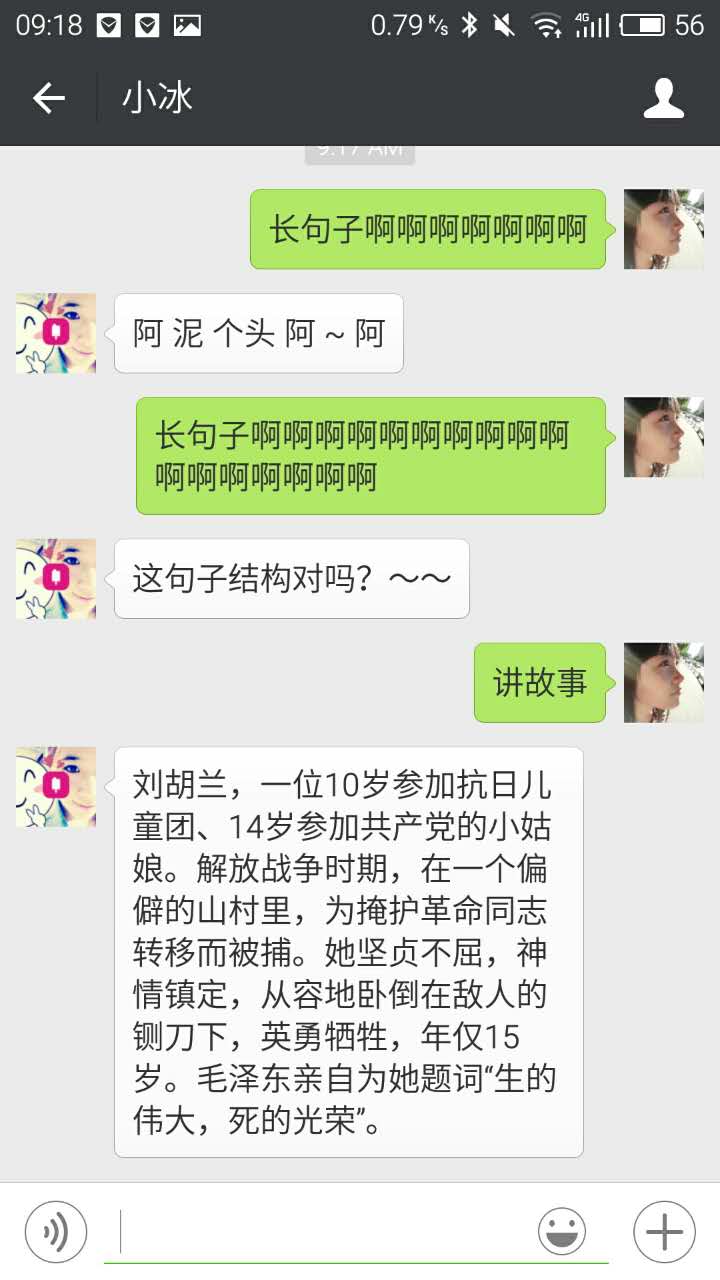 09:18
0.79 K/s
4G
56
小冰
9:17 AM
长句子啊啊啊啊啊啊啊
阿 泥 个头 阿 ~ 阿
长句子啊啊啊啊啊啊啊啊啊啊
啊啊啊啊啊啊啊
这句子结构对吗？～～
讲故事
刘胡兰，一位10岁参加抗日儿
童团、14岁参加共产党的小姑
娘。解放战争时期，在一个偏
僻的山村里，为掩护革命同志
转移而被捕。她坚贞不屈，神
情镇定，从容地卧倒在敌人的
铡刀下，英勇牺牲，年仅15
岁。毛泽东亲自为她题词“生的
伟大，死的光荣”。